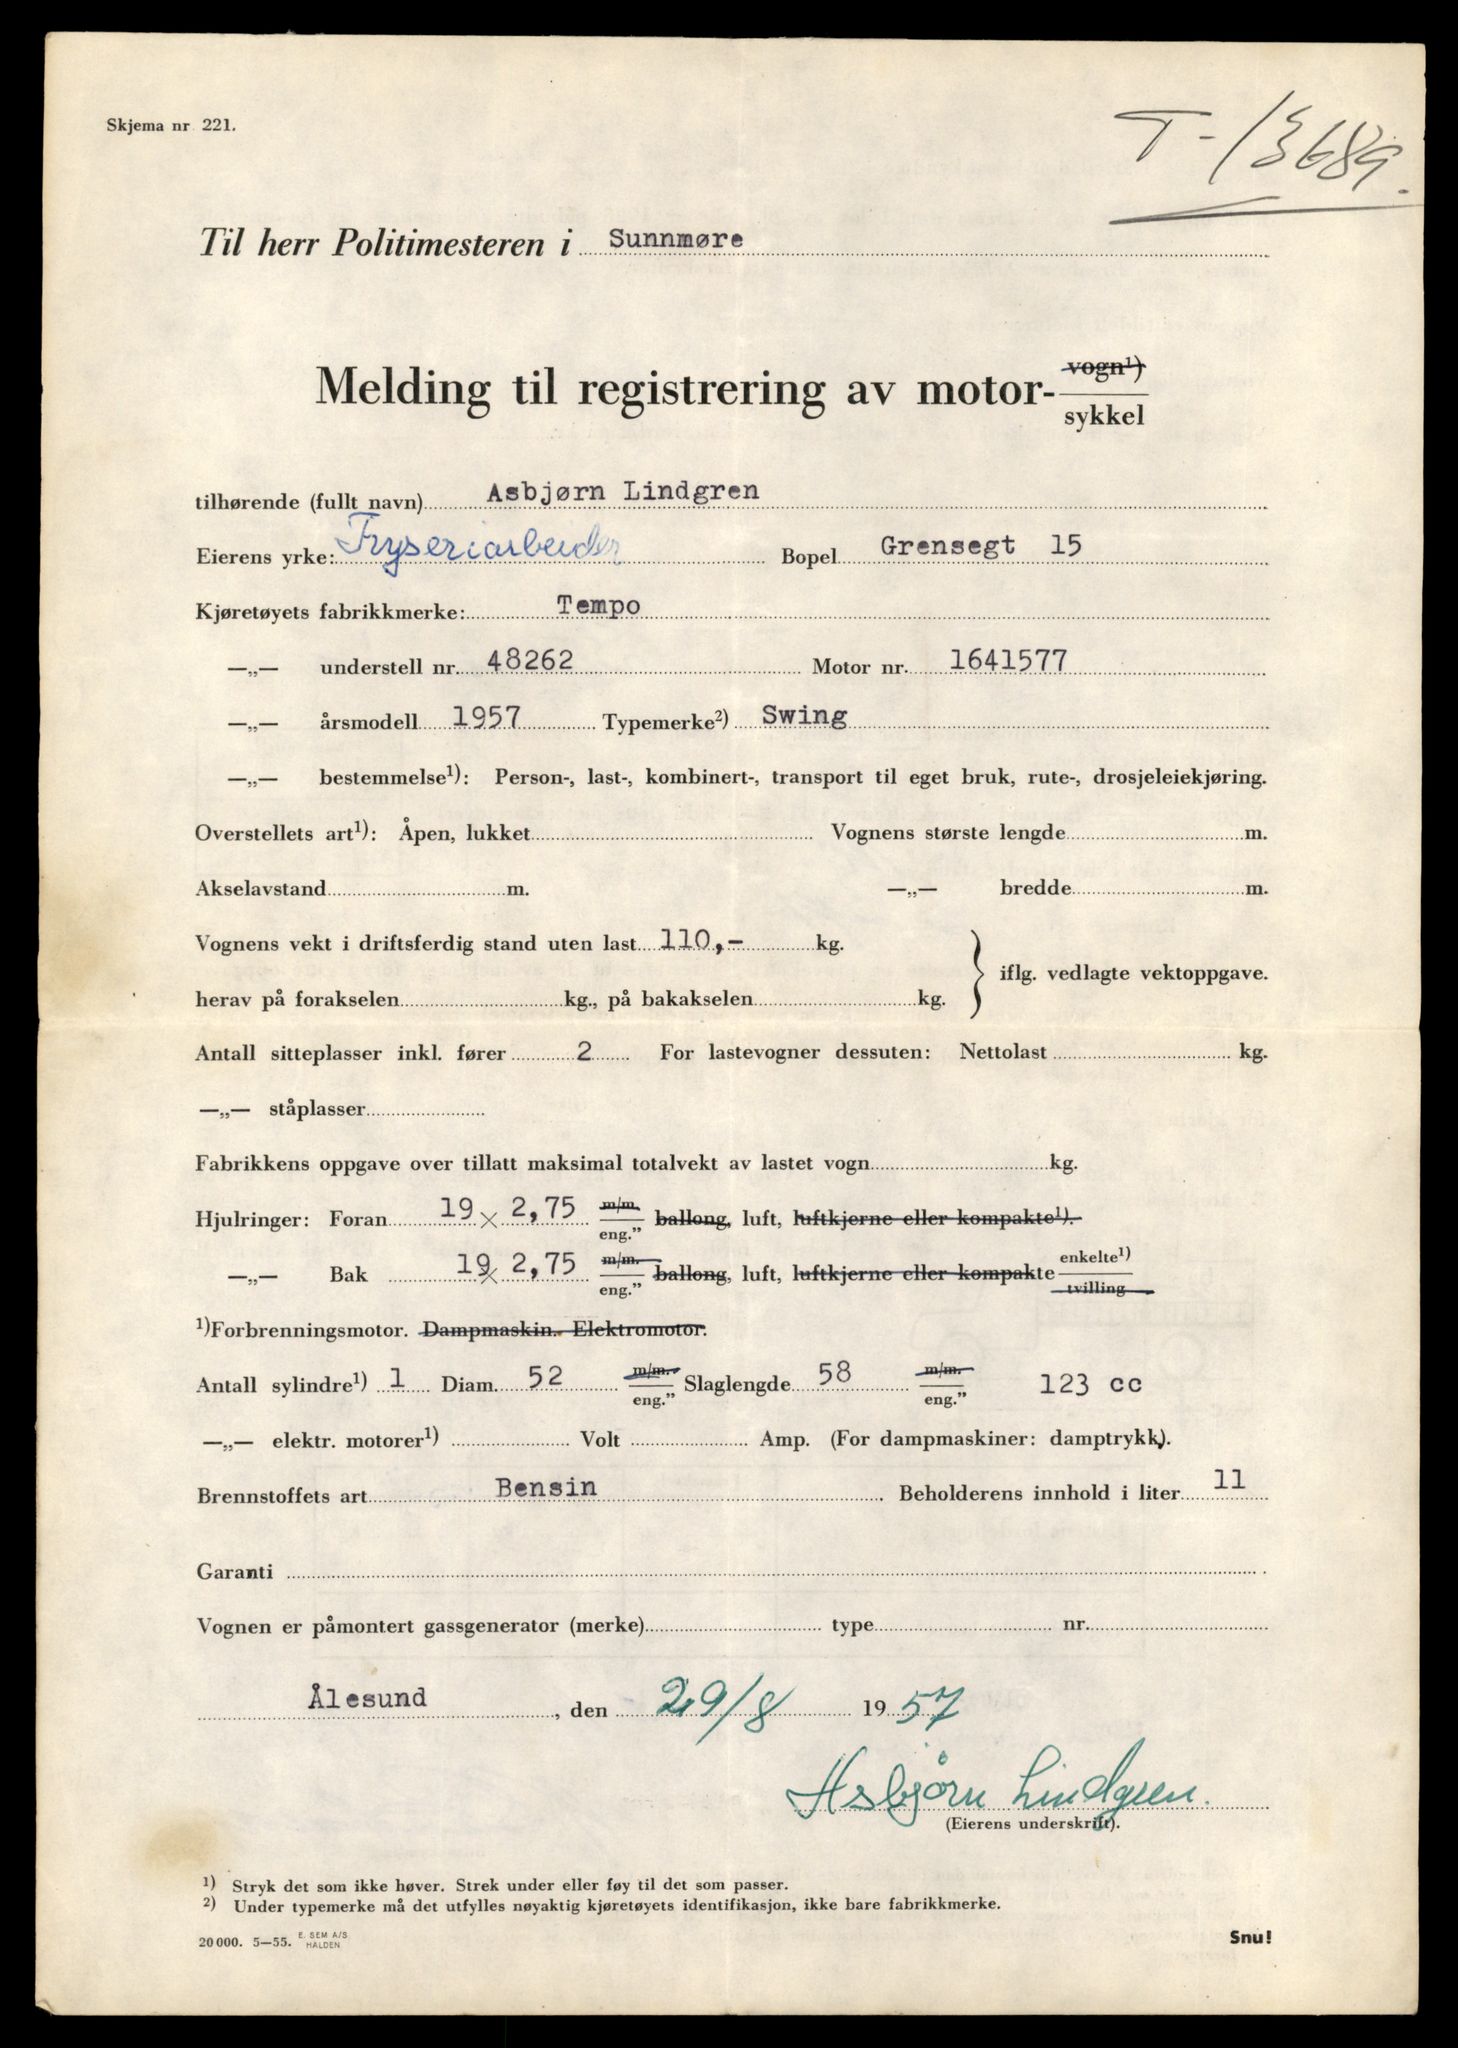 Skjema nr 221.
T-13689.
Til herr Politimesteren i Sunnmøre
Melding til registrering av motor- vogn¹)
sykkel
tilhørende (fullt navn) Asbjørn Lindgren
Eierens yrke: Fryseriarbeider Bopel Grensegt 15
Kjøretøyets fabrikkmerke: Tempo
—„— understell nr. 48262 Motor nr. 1641577
—„— årsmodell 1957 Typemerke²) Swing
—„— bestemmelse¹): Person-, last-, kombinert-, transport til eget bruk, rute-, drosjeleiekjøring.
Overstellets art¹): Åpen, lukket Vognens største lengde m.
Akselavstand m. —„— bredde m.
Vognens vekt i driftsferdig stand uten last 110,- kg.
herav på forakselen kg., på bakakselen kg. } iflg. vedlagte vektoppgave.
Antall sitteplasser inkl. fører 2 For lastevogner dessuten: Nettolast kg.
—„— ståplasser
Fabrikkens oppgave over tillatt maksimal totalvekt av lastet vogn kg.
Hjulringer: Foran 19 x 2,75 m/m. eng.” ballong, luft, luftkjerne eller kompakte¹).
—„— Bak 19 x 2,75 m/m. eng.” ballong, luft, luftkjerne eller kompakte enkelte¹) tvilling
¹)Forbrenningsmotor. Dampmaskin. Elektromotor.
Antall sylindre¹) 1 Diam. 52 m/m. eng.” Slaglengde 58 m/m. eng.” 123 cc
—„— elektr. motorer¹) Volt Amp. (For dampmaskiner: damptrykk).
Brennstoffets art Bensin Beholderens innhold i liter 11
Garanti
Vognen er påmontert gassgenerator (merke) type nr.
Ålesund, den 29/8 1957
Asbjørn Lindgren.
(Eierens underskrift).
¹) Stryk det som ikke høver. Strek under eller føy til det som passer.
²) Under typemerke må det utfylles nøyaktig kjøretøyets identifikasjon, ikke bare fabrikkmerke.
20 000. 5—55. E. SEM A/S HALDEN Snu!